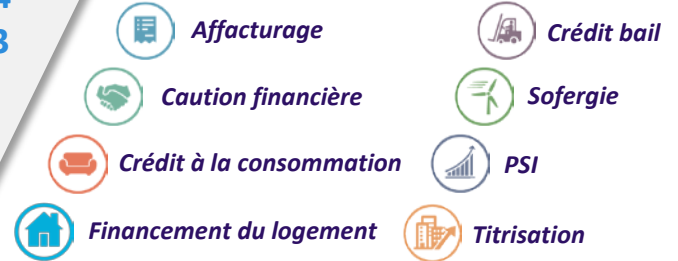 Affacturage
Crédit bail
Caution financière
Sofergie
Crédit à la consommation
PSI
Financement du logement
Titrisation